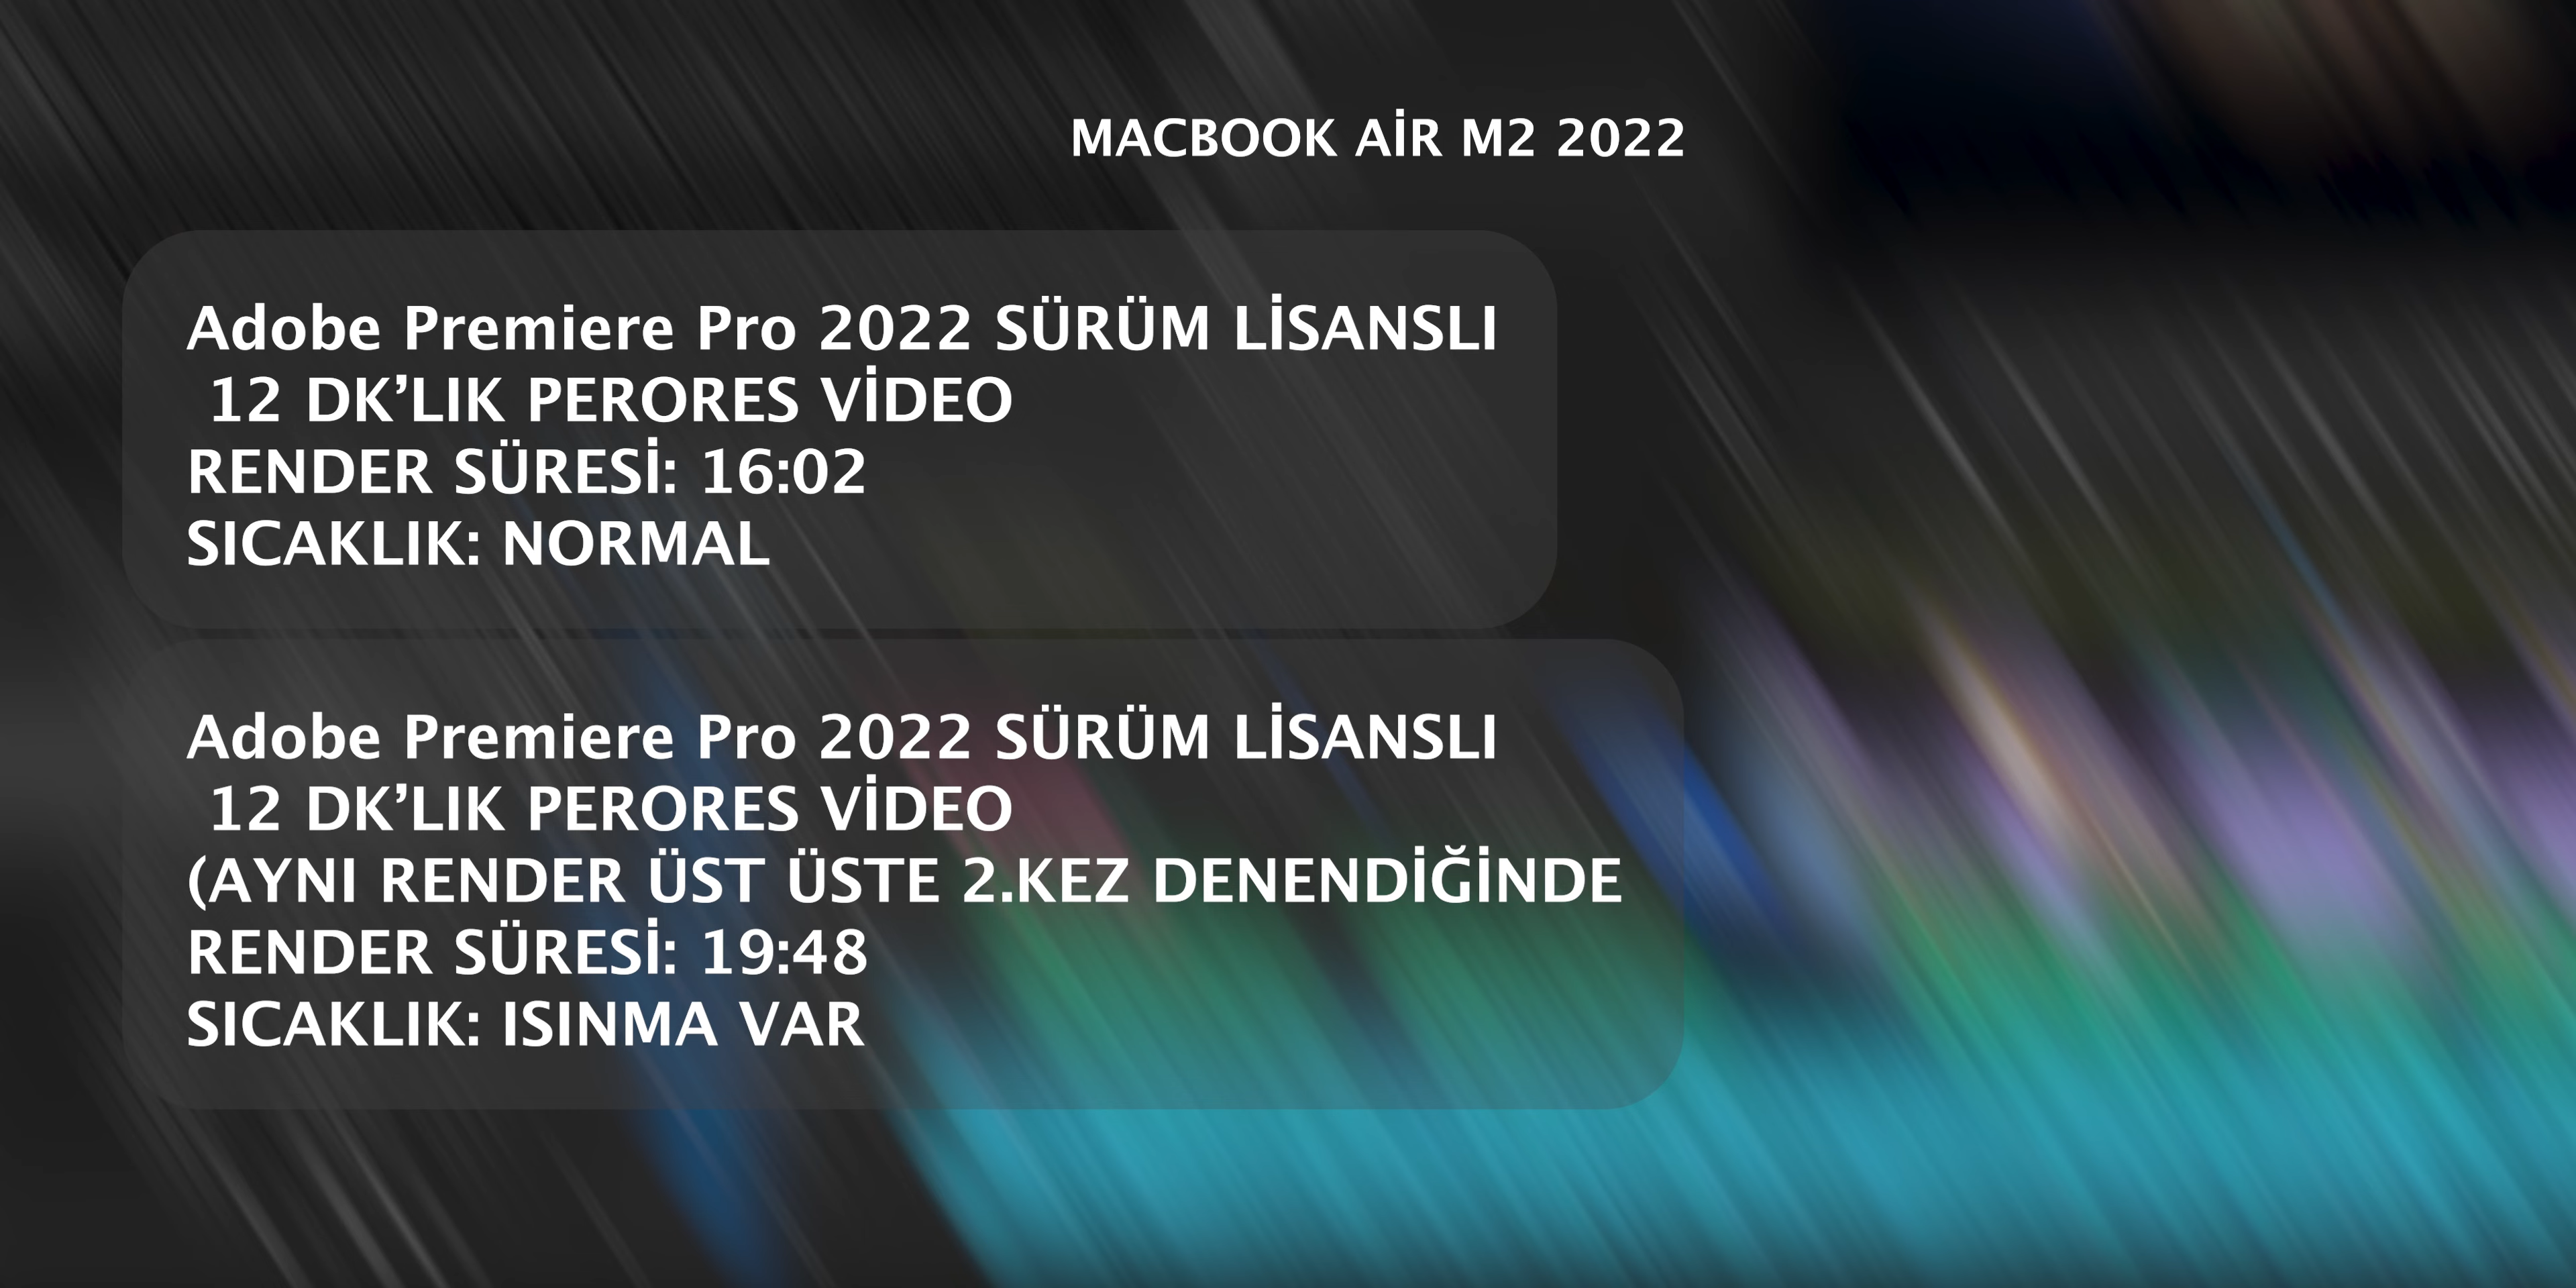 MACBOOK AİR M2 2022
Adobe Premiere Pro 2022 SÜRÜM LİSANSLI
12 DK’LIK PERORES VİDEO
RENDER SÜRESİ: 16:02
SICAKLIK: NORMAL
Adobe Premiere Pro 2022 SÜRÜM LİSANSLI
12 DK’LIK PERORES VİDEO
(AYNI RENDER ÜST ÜSTE 2.KEZ DENENDİĞİNDE
RENDER SÜRESİ: 19:48
SICAKLIK: ISINMA VAR